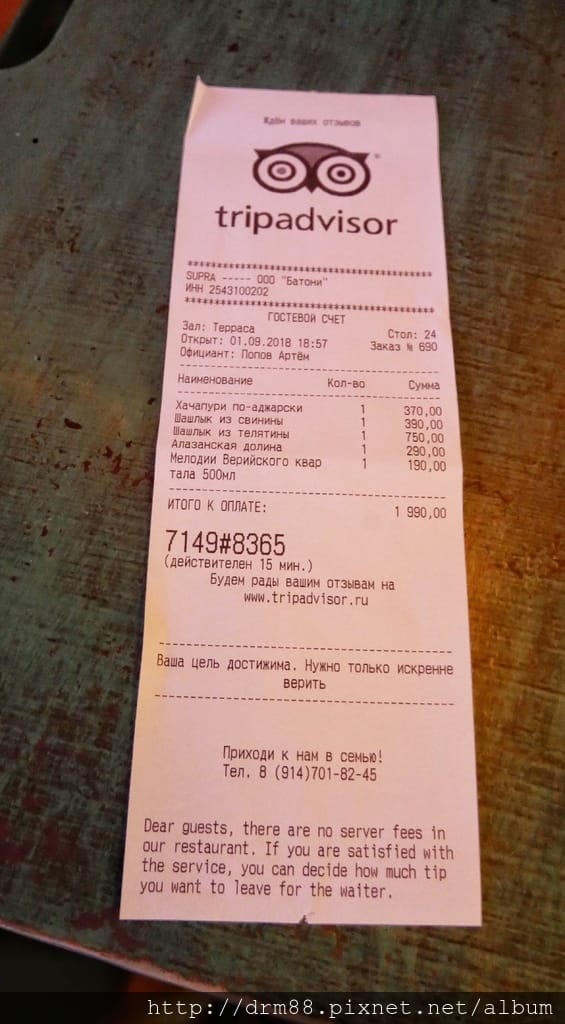 Ждём ваших отзывов
tripadvisor®
************************************
SUPRA ----- ООО "Батони"
ИНН 2543100202
************************************
ГОСТЕВОЙ СЧЕТ
Зал: Терраса Стол: 24
Открыт: 01.09.2018 18:57 Заказ № 690
Официант: Попов Артём
Наименование Кол-во Сумма
Хачапури по-аджарски 1 370,00
Шашлык из свинины 1 390,00
Шашлык из телятины 1 750,00
Алазанская долина 1 290,00
Мелодии Верийского квар 1 190,00
тала 500мл
ИТОГО К ОПЛАТЕ: 1 990,00
7149#8365
(действителен 15 мин.)
Будем рады вашим отзывам на
www.tripadvisor.ru
Ваша цель достижима. Нужно только искренне
верить
Приходи к нам в семью!
Тел. 8 (914)701-82-45
Dear guests, there are no server fees in
our restaurant. If you are satisfied with
the service, you can decide how much tip
you want to leave for the waiter.
http://drm88.pixnet.net/album